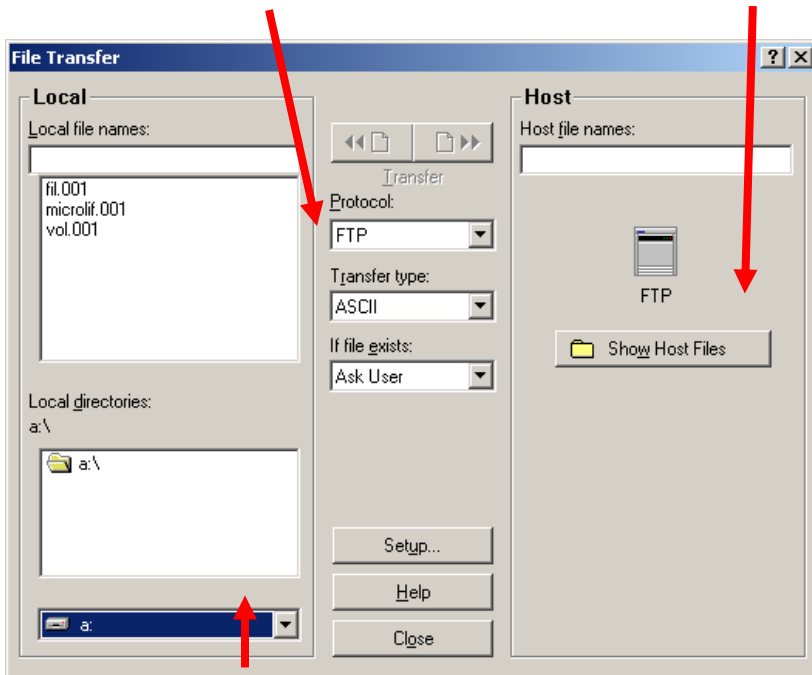 File Transfer
Local
Local file names:
fil.001
microlif.001
vol.001
Local directories:
a:\
a:\
a:
Transfer
Protocol:
FTP
Transfer type:
ASCII
If file exists:
Ask User
Setup...
Help
Close
Host
Host file names:
FTP
Show Host Files